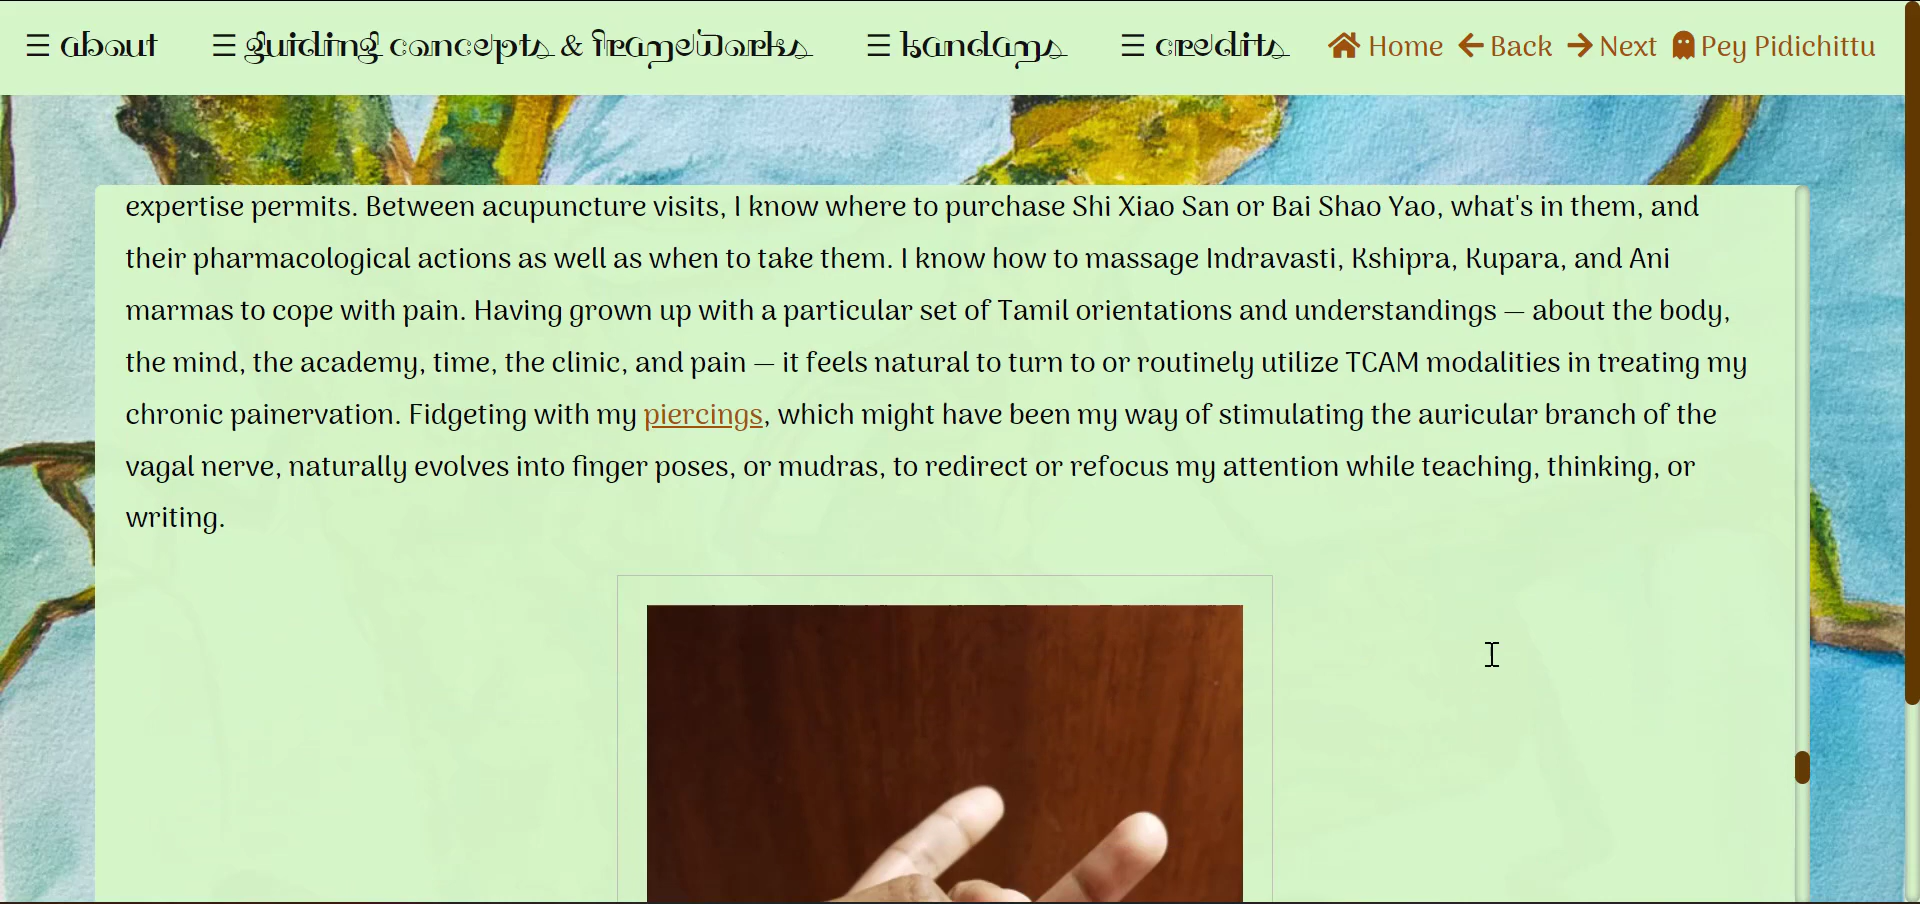 ☰ about ☰ guiding concepts & frameworks ☰ kandams ☰ credits Home Back Next Pey Pidichittu
expertise permits. Between acupuncture visits, I know where to purchase Shi Xiao San or Bai Shao Yao, what's in them, and
their pharmacological actions as well as when to take them. I know how to massage Indravasti, Kshipra, Kupara, and Ani
marmas to cope with pain. Having grown up with a particular set of Tamil orientations and understandings — about the body,
the mind, the academy, time, the clinic, and pain — it feels natural to turn to or routinely utilize TCAM modalities in treating my
chronic painervation. Fidgeting with my piercings, which might have been my way of stimulating the auricular branch of the
vagal nerve, naturally evolves into finger poses, or mudras, to redirect or refocus my attention while teaching, thinking, or
writing.